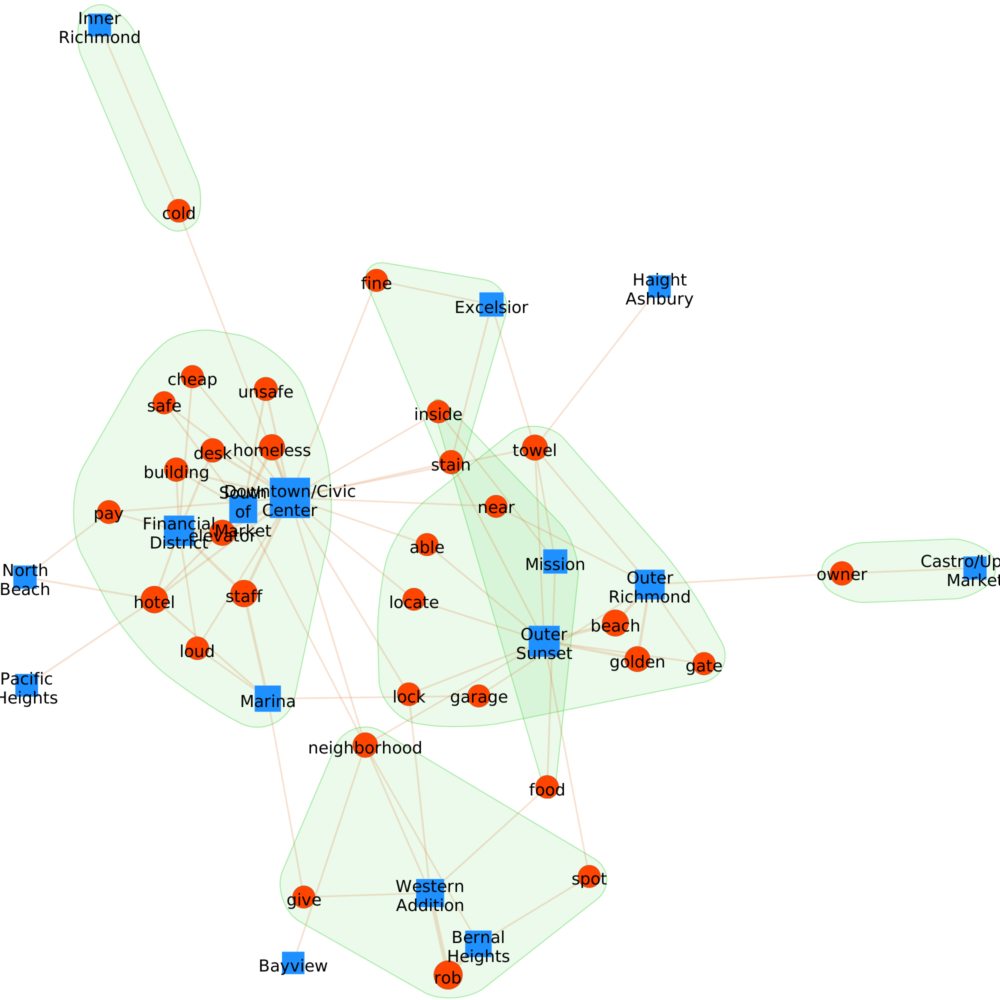 Inner
Richmond
cold
fine
Excelsior
Haight
Ashbury
cheap
unsafe
safe
inside
towel
desk
homeless
building
stain
South
of
Market
Downtown/Civic
Center
pay
near
Financial
District
elevator
able
Mission
North
Beach
Outer
Richmond
owner
Castro/Up
Market
hotel
staff
locate
beach
Outer
Sunset
loud
golden
gate
Pacific
Heights
Marina
lock
garage
neighborhood
food
spot
give
Western
Addition
Bernal
Heights
Bayview
rob